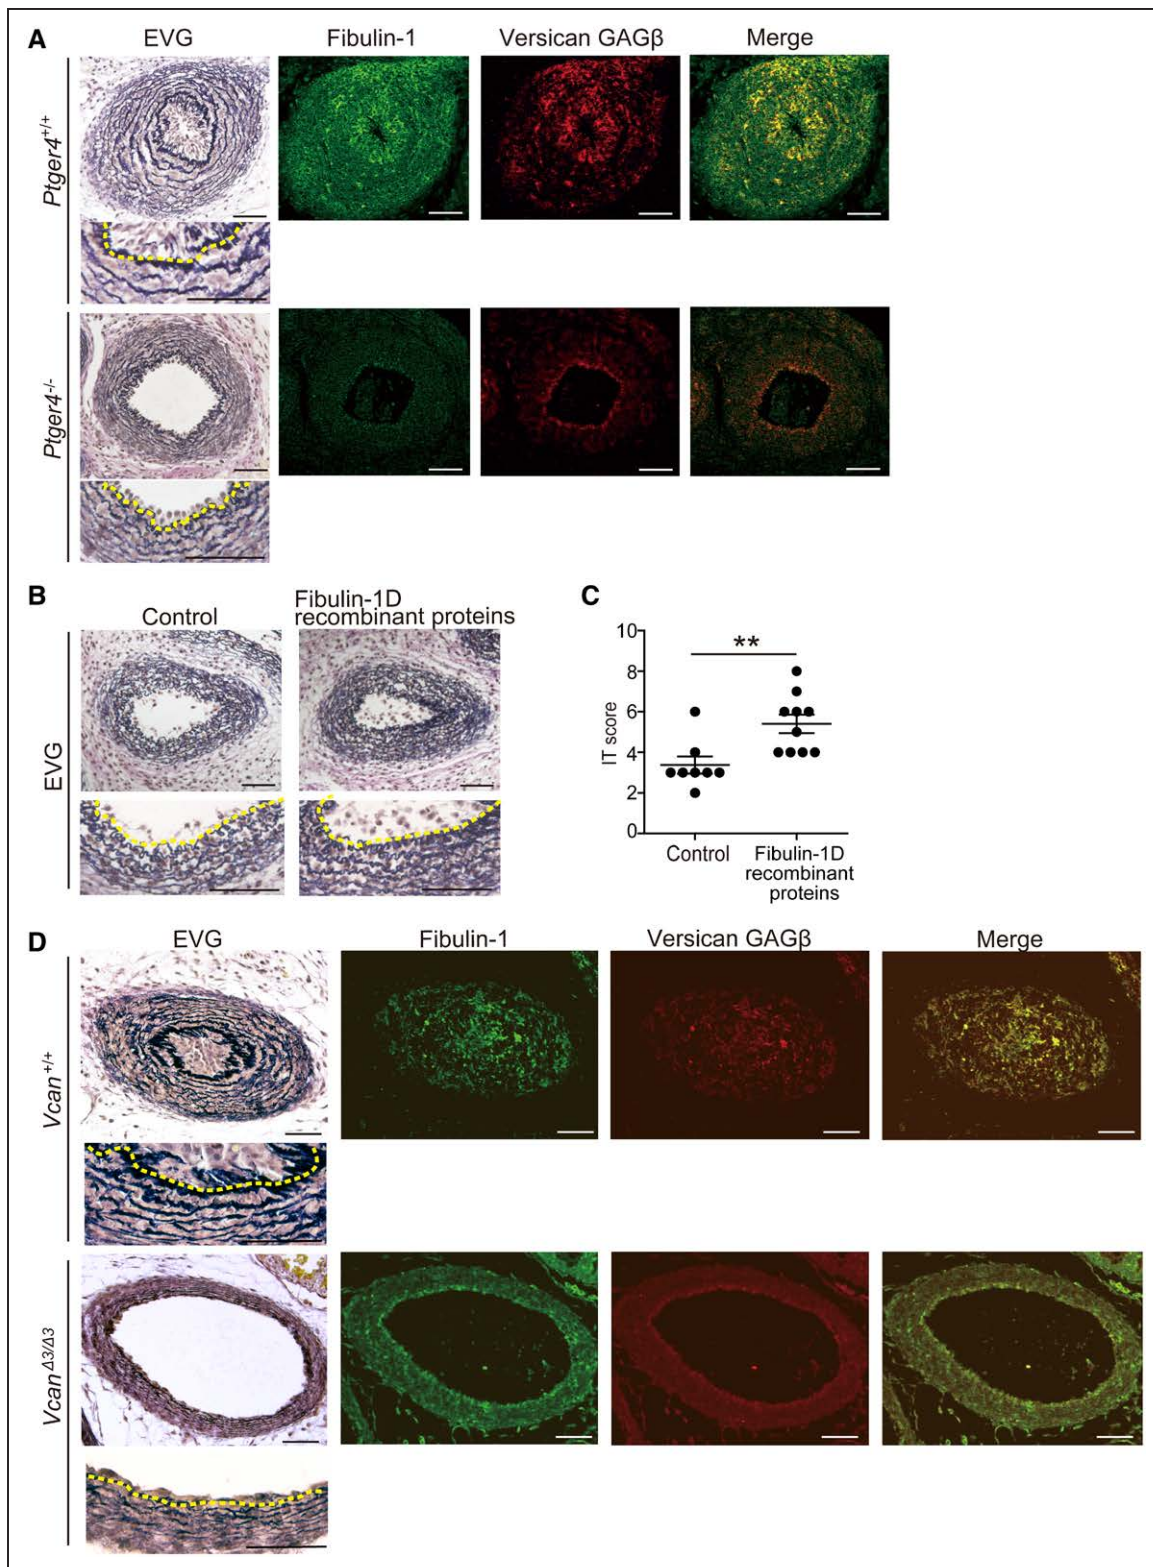 A
EVG
Fibulin-1
Versican GAGβ
Merge
Ptger4+/+
Ptger4-/-
B
Control
Fibulin-1D
recombinant proteins
EVG
C
**
10
8
6
4
2
0
IT score
Control
Fibulin-1D
recombinant
proteins
D
EVG
Fibulin-1
Versican GAGβ
Merge
Vcan+/+
VcanΔ3/Δ3